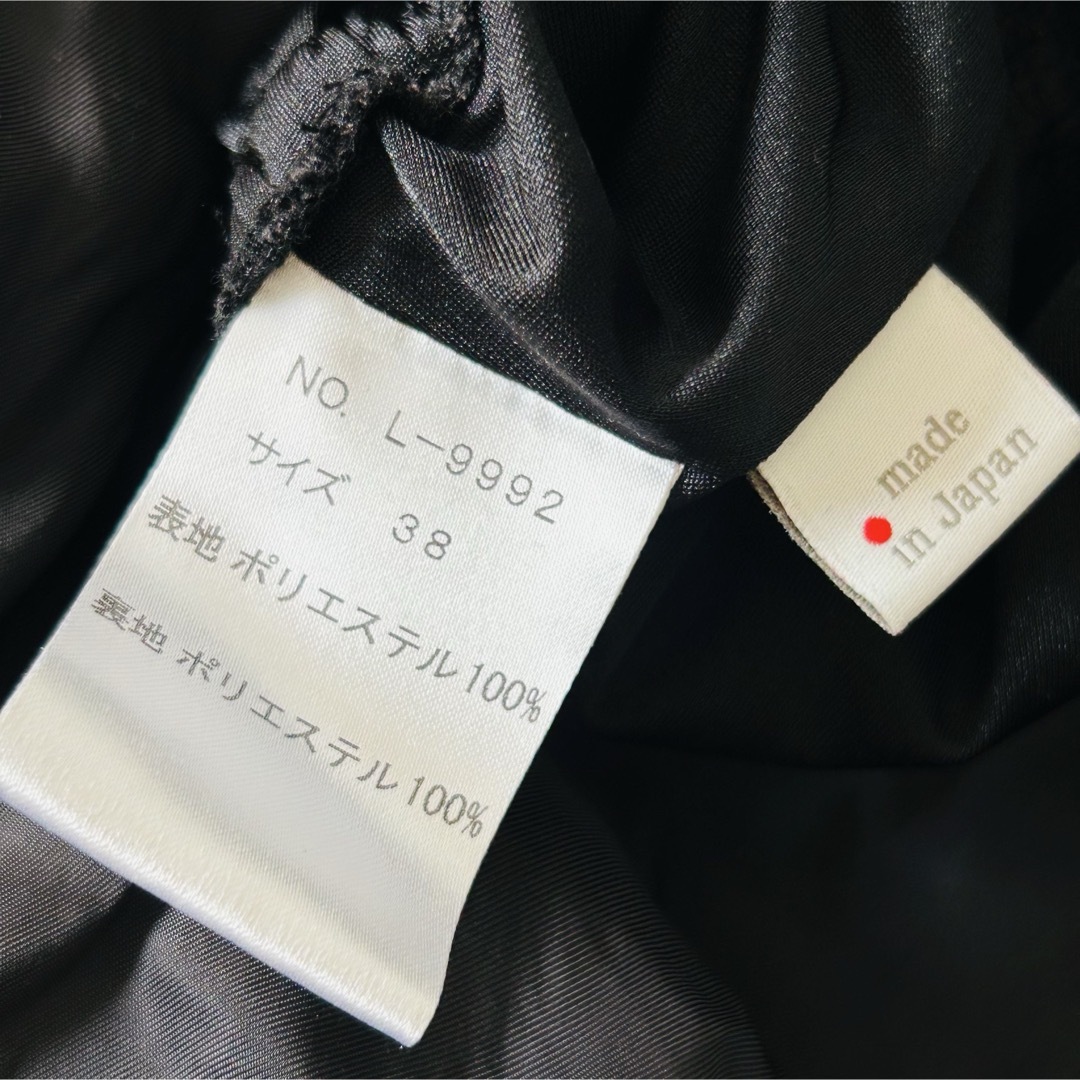 NO. L-9992
サイズ 38
表地 ポリエステル100%
裏地 ポリエステル100%
made
in Japan